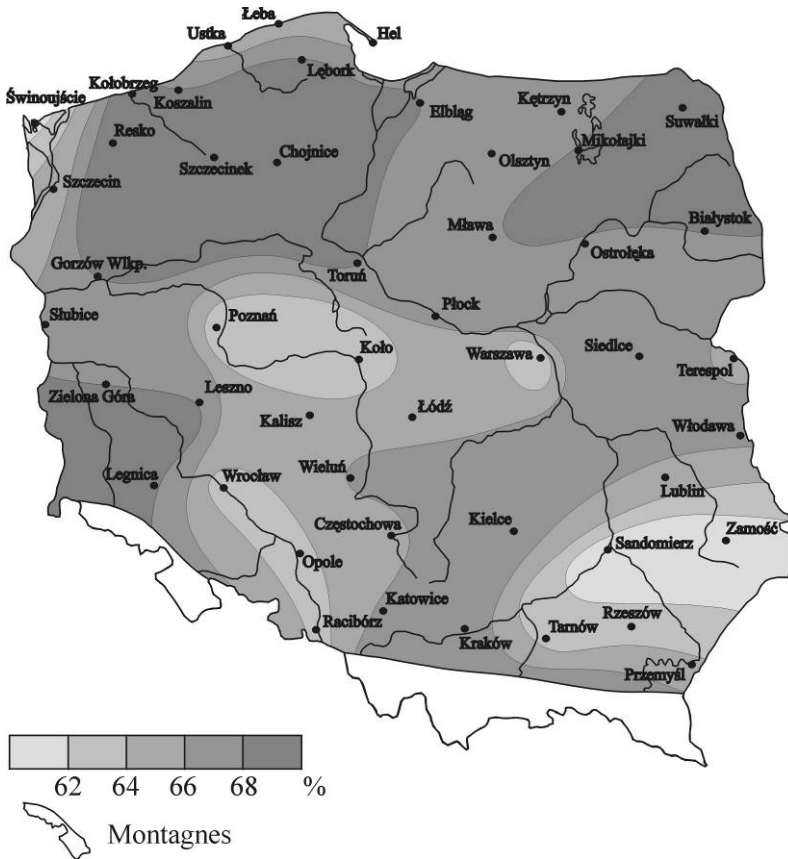 Łeba
Ustka
Hel
Kołobrzeg
Lębork
Świnoujście
Koszalin
Elbląg
Kętrzyn
Suwałki
Resko
Szczecinek
Chojnice
Olsztyn
Mikołajki
Szczecin
Mława
Białystok
Gorzów Wlkp.
Toruń
Ostrołęka
Słubice
Poznań
Płock
Koło
Warszawa
Siedlce
Terespol
Zielona Góra
Leszno
Kalisz
Łódź
Włodawa
Legnica
Wrocław
Wieluń
Lublin
Częstochowa
Kielce
Zamość
Opole
Sandomierz
Katowice
Racibórz
Kraków
Tarnów
Rzeszów
Przemyśl
62 64 66 68 %
Montagnes